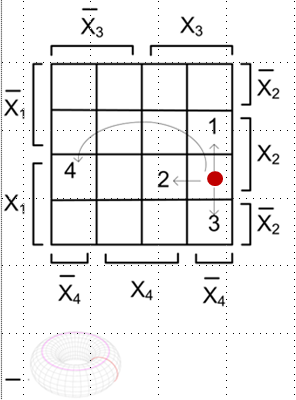 X̅₃ X₃
X̅₁ X̅₂
1
X₂
4 2
X₁ 3 X̅₂
X̅₄ X₄ X̅₄